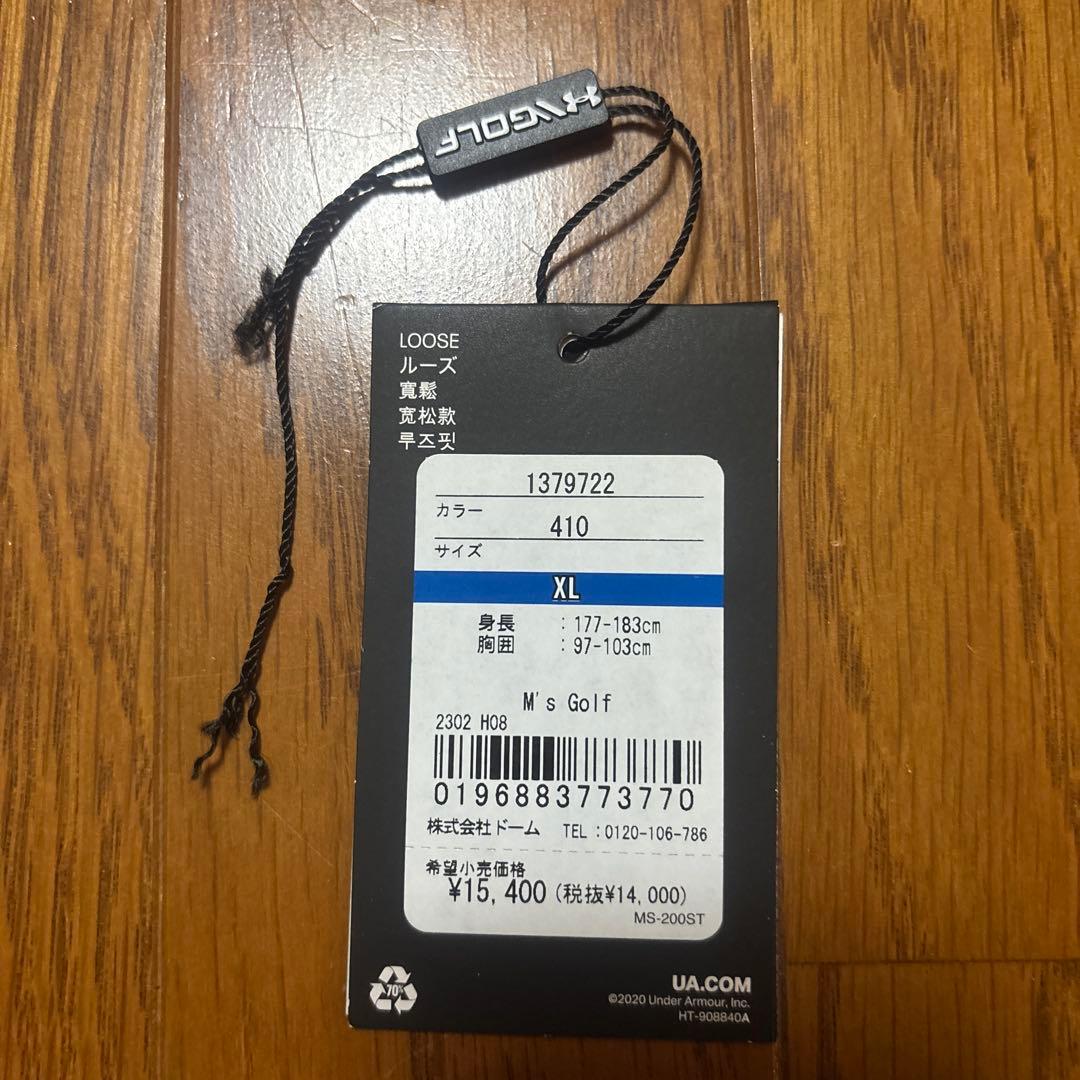 GOLF
LOOSE
ルーズ
寬鬆
宽松款
루즈핏
1379722
カラー
410
サイズ
XL
身長 : 177-183cm
胸囲 : 97-103cm
M's Golf
2302 H08
0196883773770
株式会社ドーム TEL:0120-106-786
希望小売価格
¥15,400 (税抜¥14,000)
MS-200ST
70%
UA.COM
©2020 Under Armour, Inc.
HT-908840A